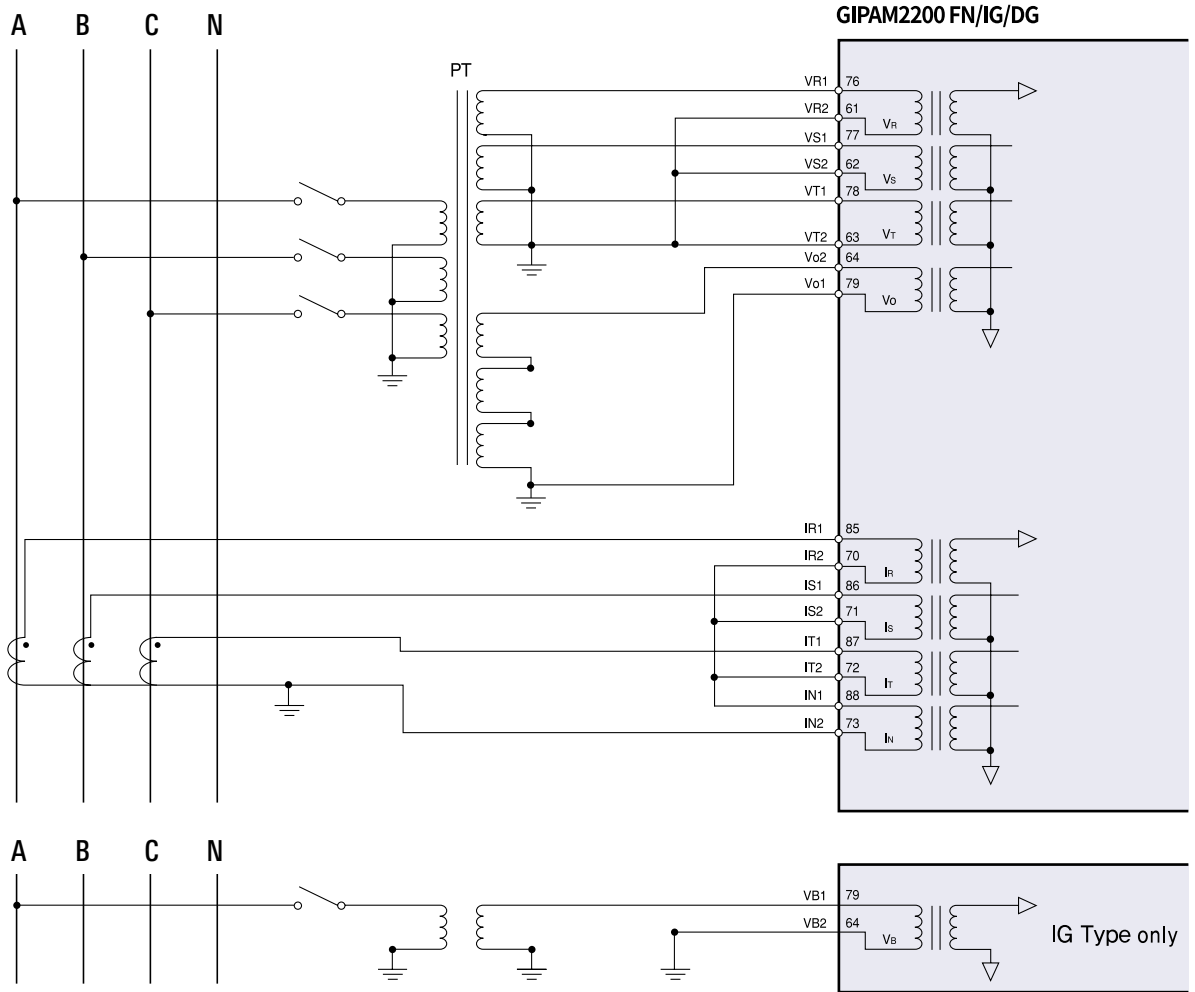 GIPAM2200 FN/IG/DG
A B C N
PT
VR1 76
VR2 61
VR
VS1 77
VS2 62
VS
VT1 78
VT
VT2 63
Vo2 64
Vo1 79
Vo
IR1 85
IR2 70
IR
IS1 86
IS2 71
IS
IT1 87
IT2 72
IT
IN1 88
IN2 73
IN
A B C N
VB1 79
VB2 64
VB
IG Type only